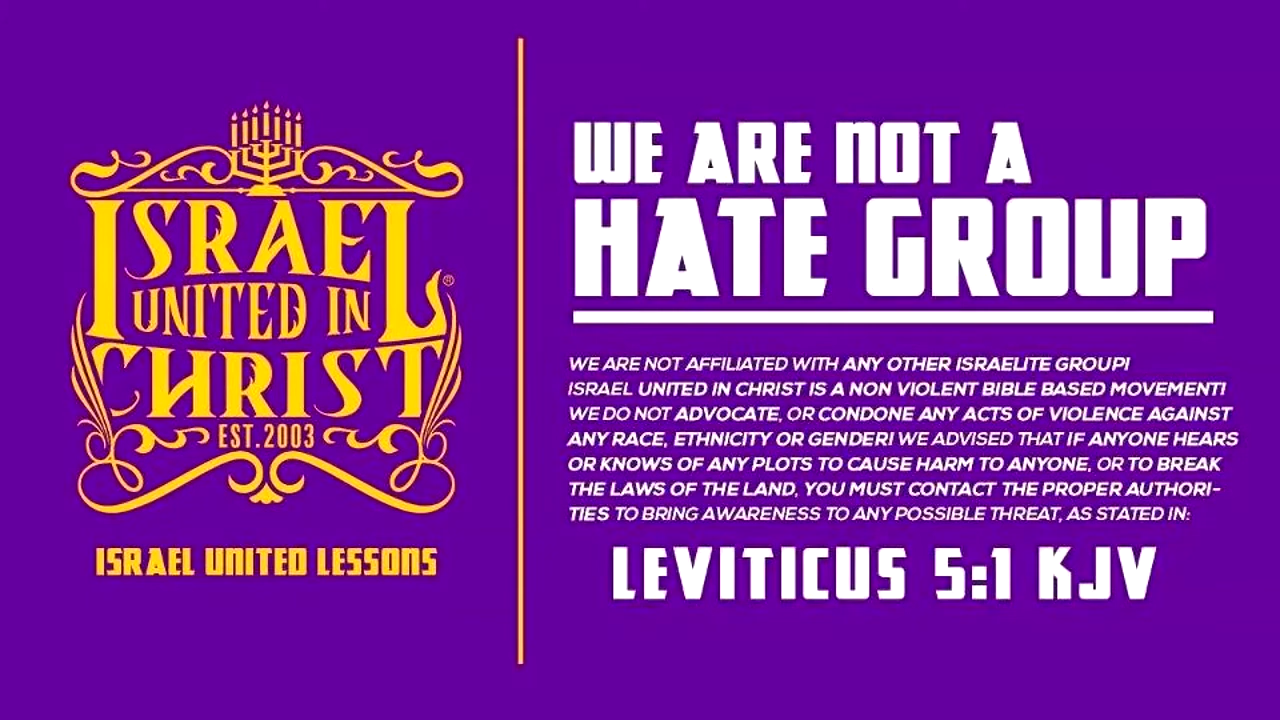 ISRAEL
UNITED IN
CHRIST
EST.2003
®
ISRAEL UNITED LESSONS
WE ARE NOT A
HATE GROUP
WE ARE NOT AFFILIATED WITH ANY OTHER ISRAELITE GROUP!
ISRAEL UNITED IN CHRIST IS A NON VIOLENT BIBLE BASED MOVEMENT!
WE DO NOT ADVOCATE, OR CONDONE ANY ACTS OF VIOLENCE AGAINST
ANY RACE, ETHNICITY OR GENDER! WE ADVISED THAT IF ANYONE HEARS
OR KNOWS OF ANY PLOTS TO CAUSE HARM TO ANYONE, OR TO BREAK
THE LAWS OF THE LAND, YOU MUST CONTACT THE PROPER AUTHORI-
TIES TO BRING AWARENESS TO ANY POSSIBLE THREAT, AS STATED IN:
LEVITICUS 5:1 KJV